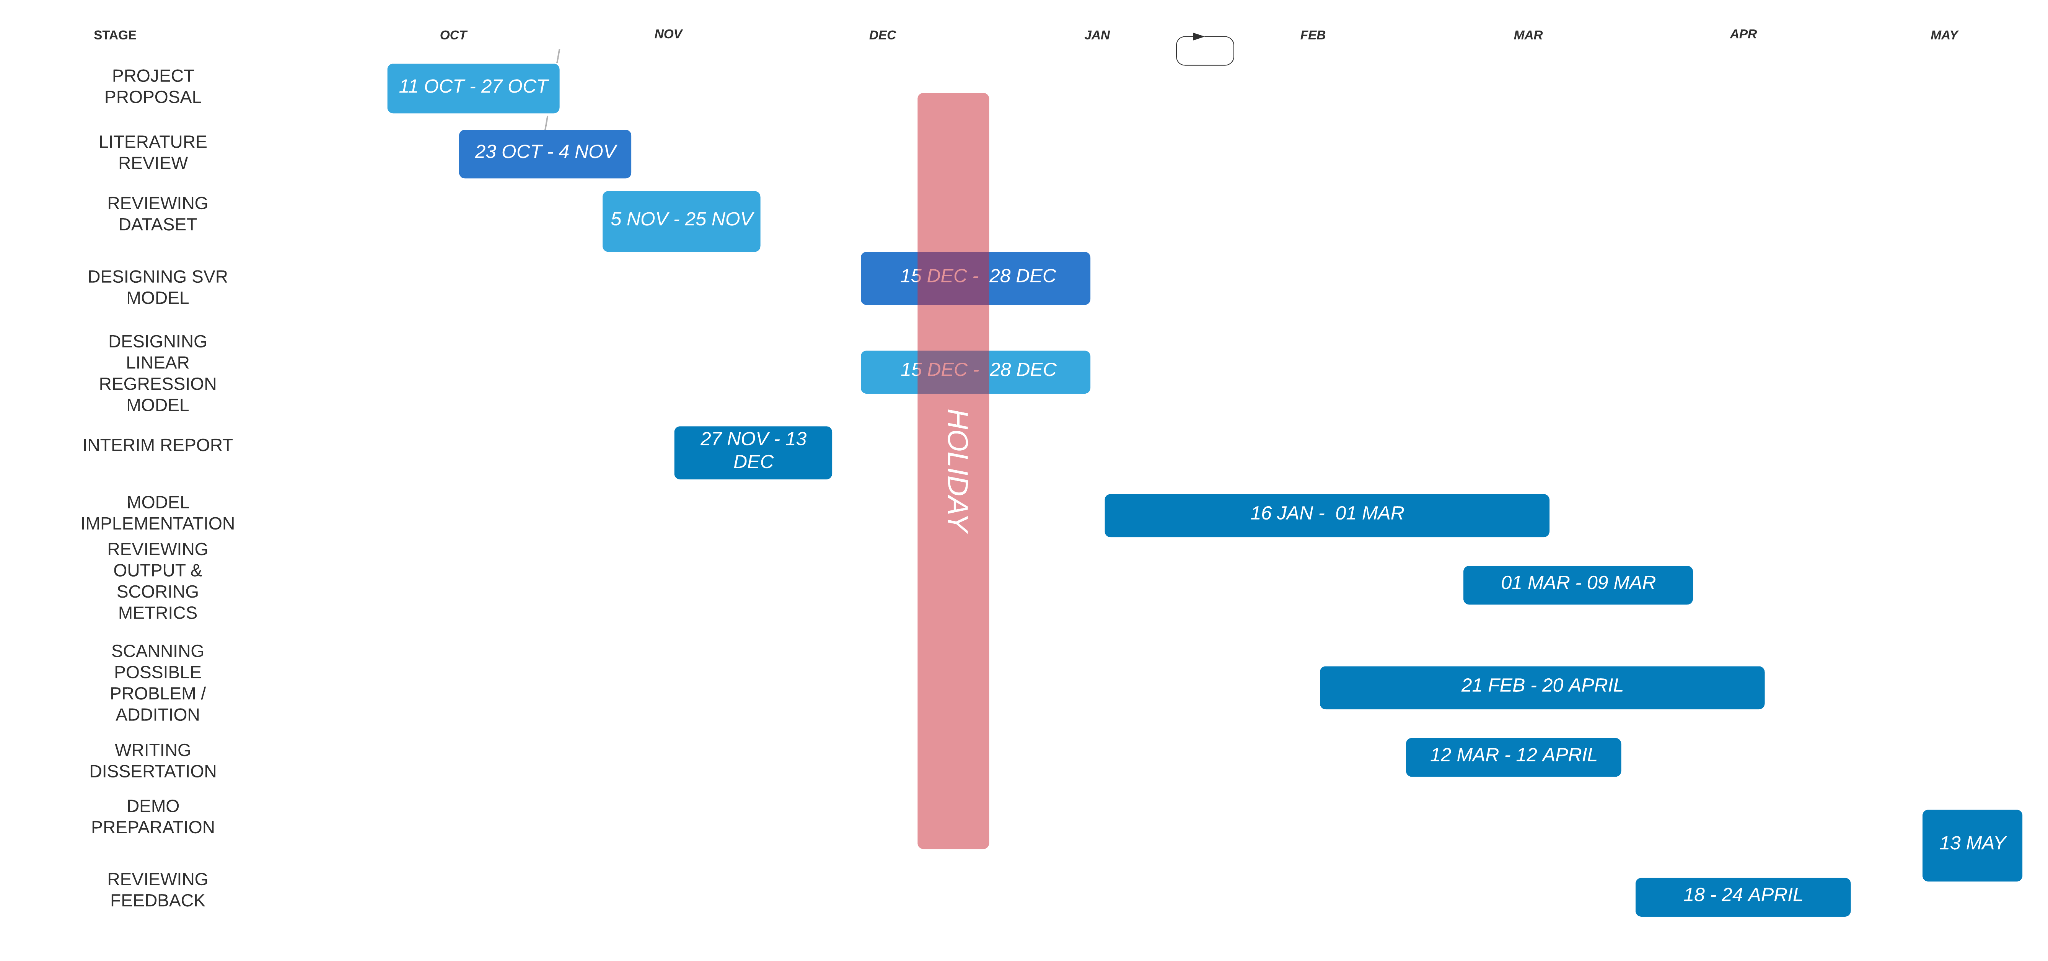 STAGE
OCT
NOV
DEC
JAN
FEB
MAR
APR
MAY
PROJECT
PROPOSAL
11 OCT - 27 OCT
LITERATURE
REVIEW
23 OCT - 4 NOV
REVIEWING
DATASET
5 NOV - 25 NOV
DESIGNING SVR
MODEL
15 DEC - 28 DEC
DESIGNING
LINEAR
REGRESSION
MODEL
15 DEC - 28 DEC
HOLIDAY
INTERIM REPORT
27 NOV - 13
DEC
MODEL
IMPLEMENTATION
16 JAN - 01 MAR
REVIEWING
OUTPUT &
SCORING
METRICS
01 MAR - 09 MAR
SCANNING
POSSIBLE
PROBLEM /
ADDITION
21 FEB - 20 APRIL
WRITING
DISSERTATION
12 MAR - 12 APRIL
DEMO
PREPARATION
13 MAY
REVIEWING
FEEDBACK
18 - 24 APRIL